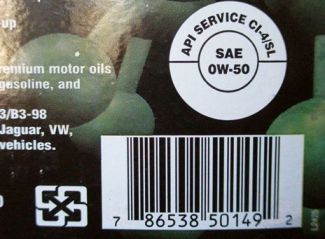 -up
API SERVICE CI-4/SL
SAE
0W-50
remium motor oils
gasoline, and
3/B3-98
Jaguar, VW,
vehicles.
7 86538 50149 2